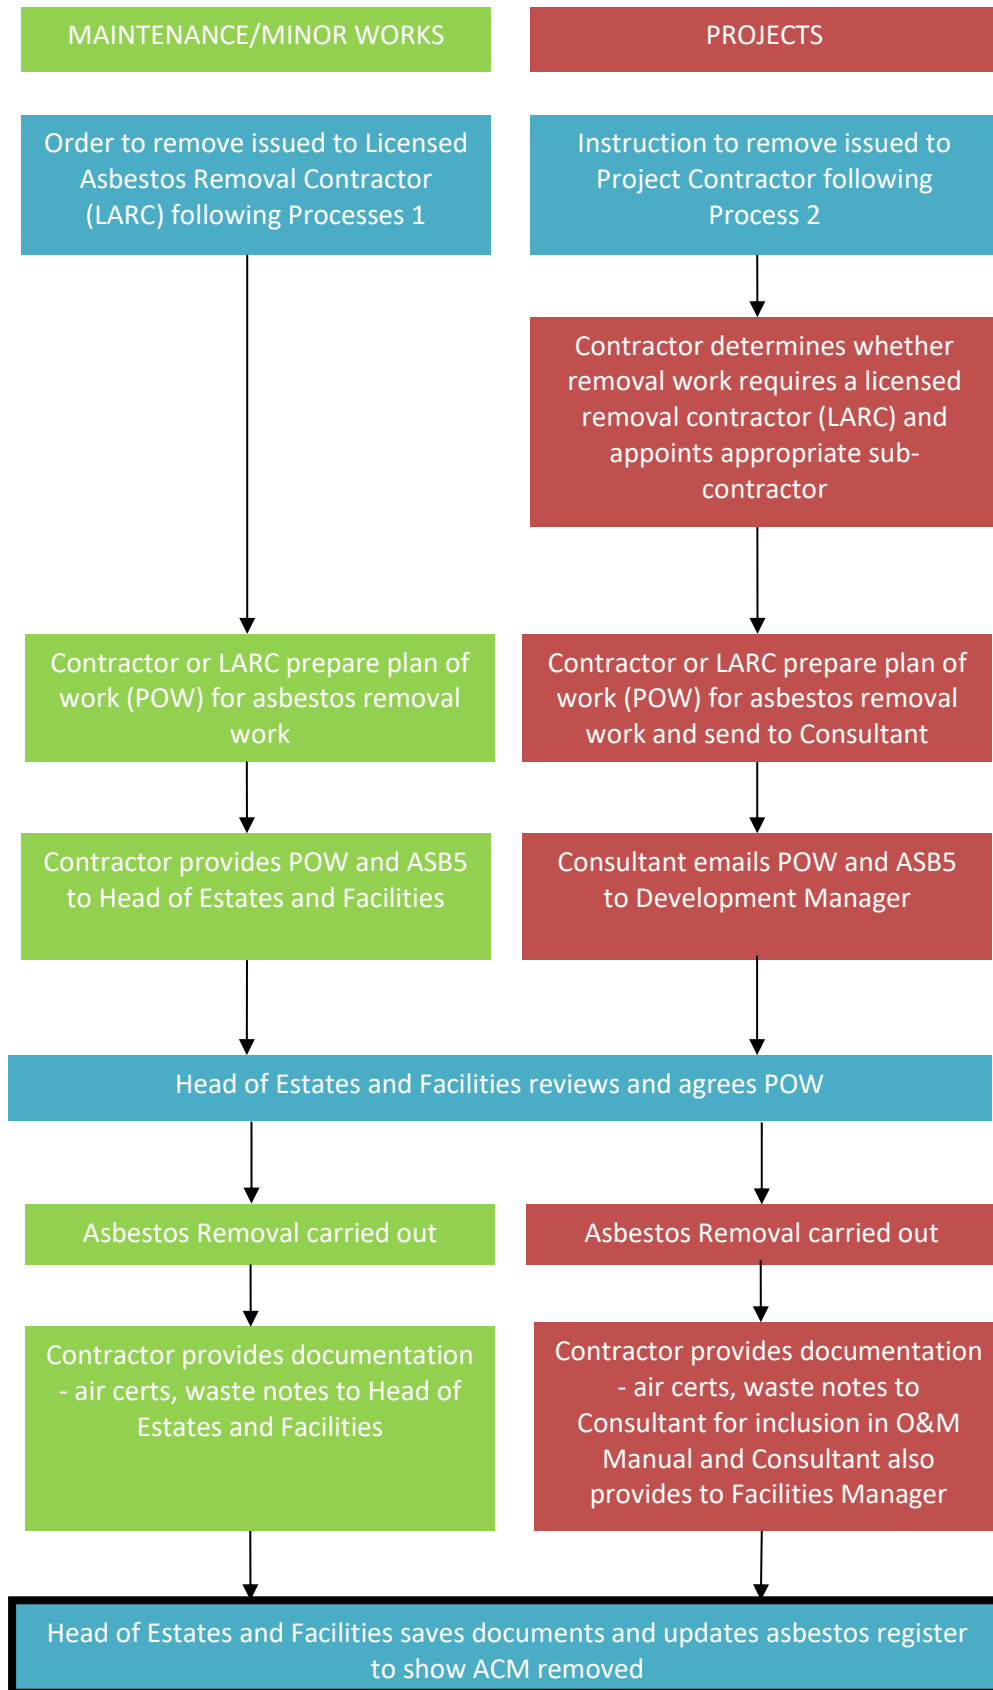 MAINTENANCE/MINOR WORKS
PROJECTS
Order to remove issued to Licensed
Asbestos Removal Contractor
(LARC) following Processes 1
Instruction to remove issued to
Project Contractor following
Process 2
Contractor determines whether
removal work requires a licensed
removal contractor (LARC) and
appoints appropriate sub-
contractor
Contractor or LARC prepare plan of
work (POW) for asbestos removal
work
Contractor or LARC prepare plan of
work (POW) for asbestos removal
work and send to Consultant
Contractor provides POW and ASB5
to Head of Estates and Facilities
Consultant emails POW and ASB5
to Development Manager
Head of Estates and Facilities reviews and agrees POW
Asbestos Removal carried out
Asbestos Removal carried out
Contractor provides documentation
- air certs, waste notes to Head of
Estates and Facilities
Contractor provides documentation
- air certs, waste notes to
Consultant for inclusion in O&M
Manual and Consultant also
provides to Facilities Manager
Head of Estates and Facilities saves documents and updates asbestos register
to show ACM removed